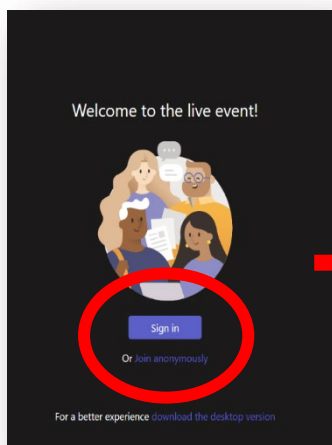 Welcome to the live event!
Sign in
Or Join anonymously
For a better experience download the desktop version